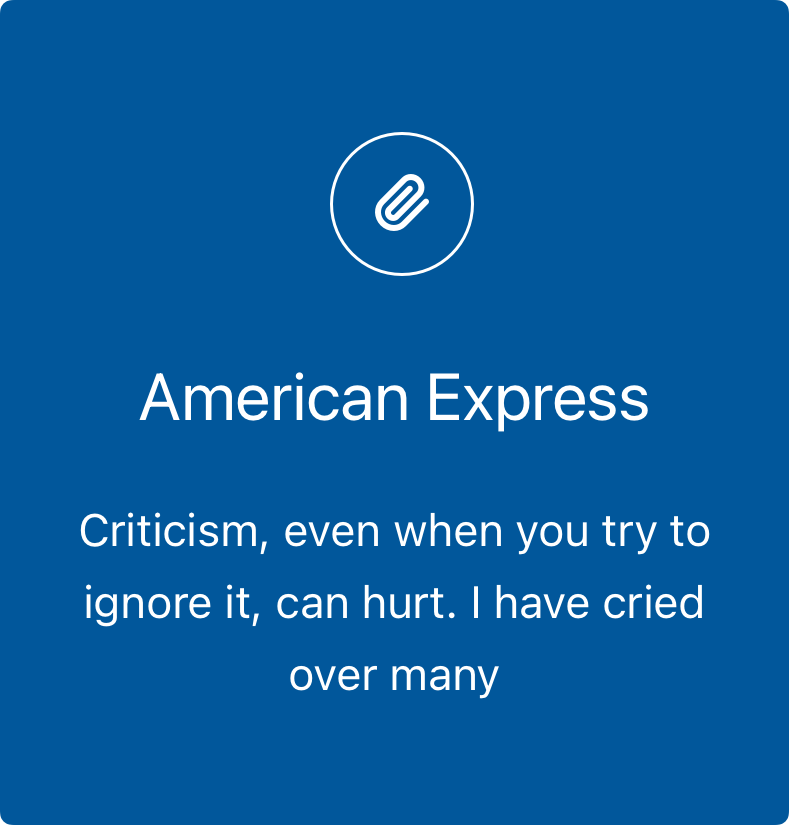 American Express
Criticism, even when you try to
ignore it, can hurt. I have cried
over many